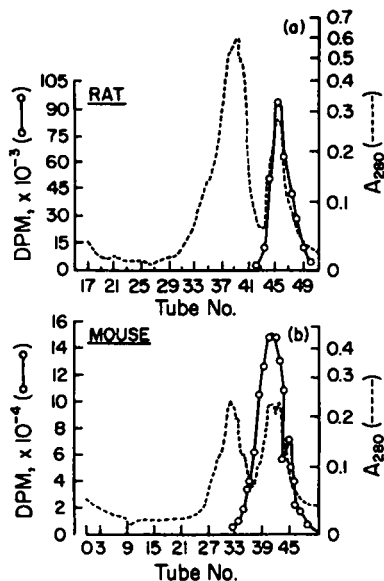 (a)
RAT
DPM, x 10⁻³ (o—o)
105
90
75
60
45
30
15
0
0.7
0.6
0.5
0.4
0.3
0.2
0.1
0
A₂₈₀ (----)
17 21 25 29 33 37 41 45 49
Tube No.
(b)
MOUSE
DPM, x 10⁻⁴ (o—o)
16
14
12
10
8
6
4
2
0
0.4
0.3
0.2
0.1
0
A₂₈₀ (----)
03 9 15 21 27 33 39 45
Tube No.